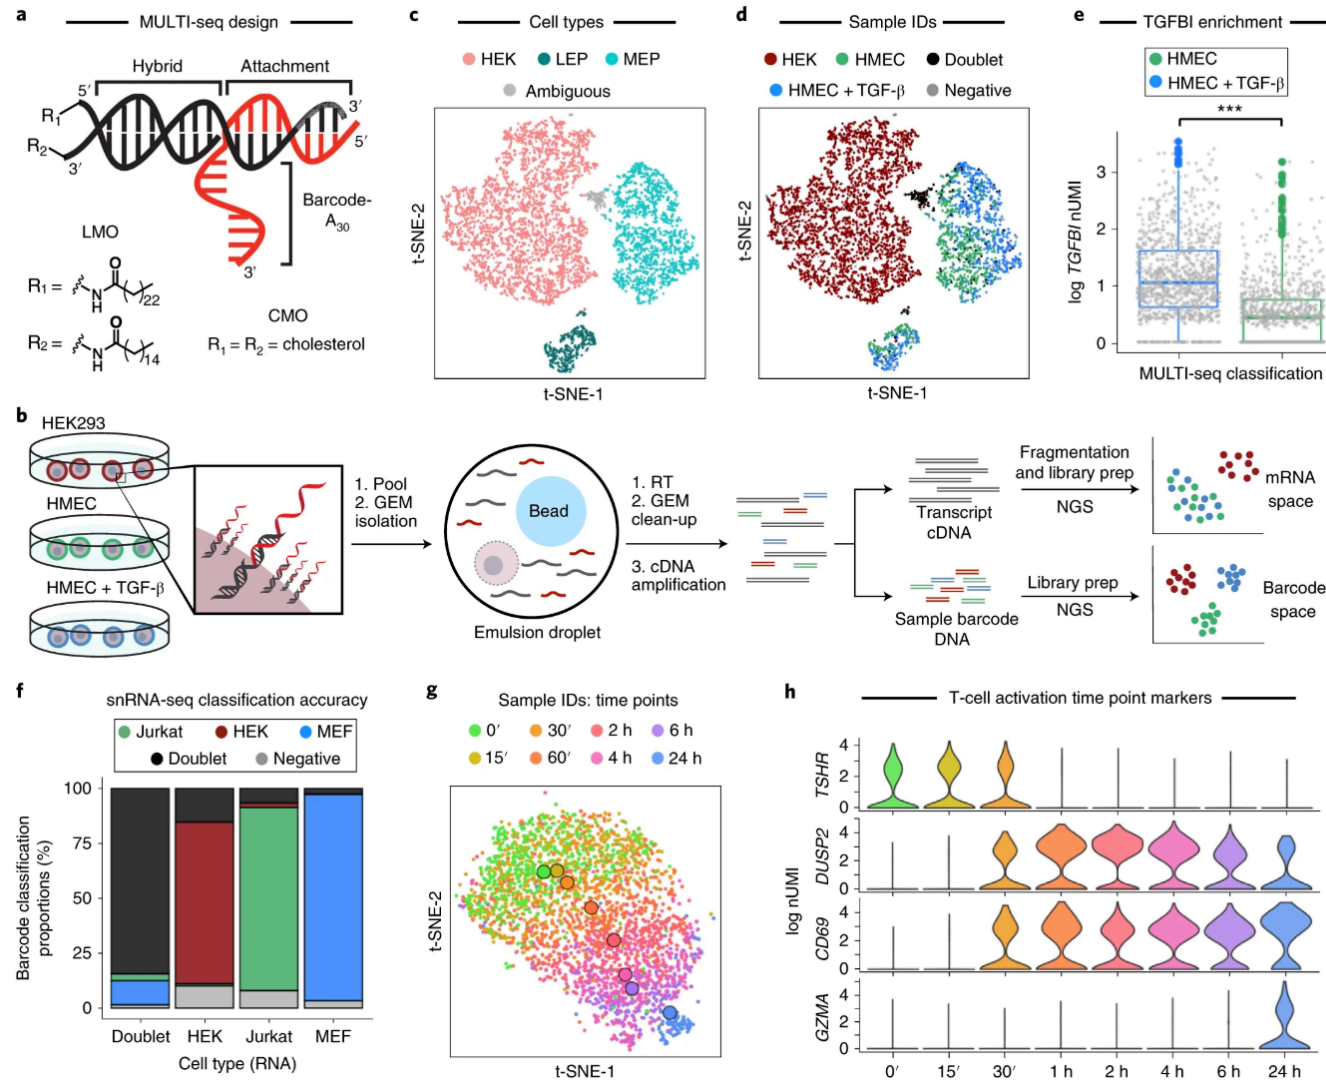 a
MULTI-seq design
Hybrid
Attachment
5′
3′
R1
R2
5′
3′
Barcode-
A30
3′
LMO
R1 =
O
N
H
22
R2 =
O
N
H
14
CMO
R1 = R2 = cholesterol
c
Cell types
HEK
LEP
MEP
Ambiguous
t-SNE-2
t-SNE-1
d
Sample IDs
HEK
HMEC
Doublet
HMEC + TGF-β
Negative
t-SNE-2
t-SNE-1
e
TGFBI enrichment
HMEC
HMEC + TGF-β
***
log TGFBI nUMI
3
2
1
0
MULTI-seq classification
b
HEK293
HMEC
HMEC + TGF-β
1. Pool
2. GEM
isolation
Bead
Emulsion droplet
1. RT
2. GEM
clean-up
3. cDNA
amplification
Transcript
cDNA
Sample barcode
DNA
Fragmentation
and library prep
NGS
Library prep
NGS
mRNA
space
Barcode
space
f
snRNA-seq classification accuracy
Jurkat
HEK
MEF
Doublet
Negative
Barcode classification
proportions (%)
100
75
50
25
0
Doublet
HEK
Jurkat
MEF
Cell type (RNA)
g
Sample IDs: time points
0′
30′
2 h
6 h
15′
60′
4 h
24 h
t-SNE-2
t-SNE-1
h
T-cell activation time point markers
log nUMI
TSHR
4
2
0
DUSP2
4
2
0
CD69
4
2
0
GZMA
4
2
0
0′
15′
30′
1 h
2 h
4 h
6 h
24 h